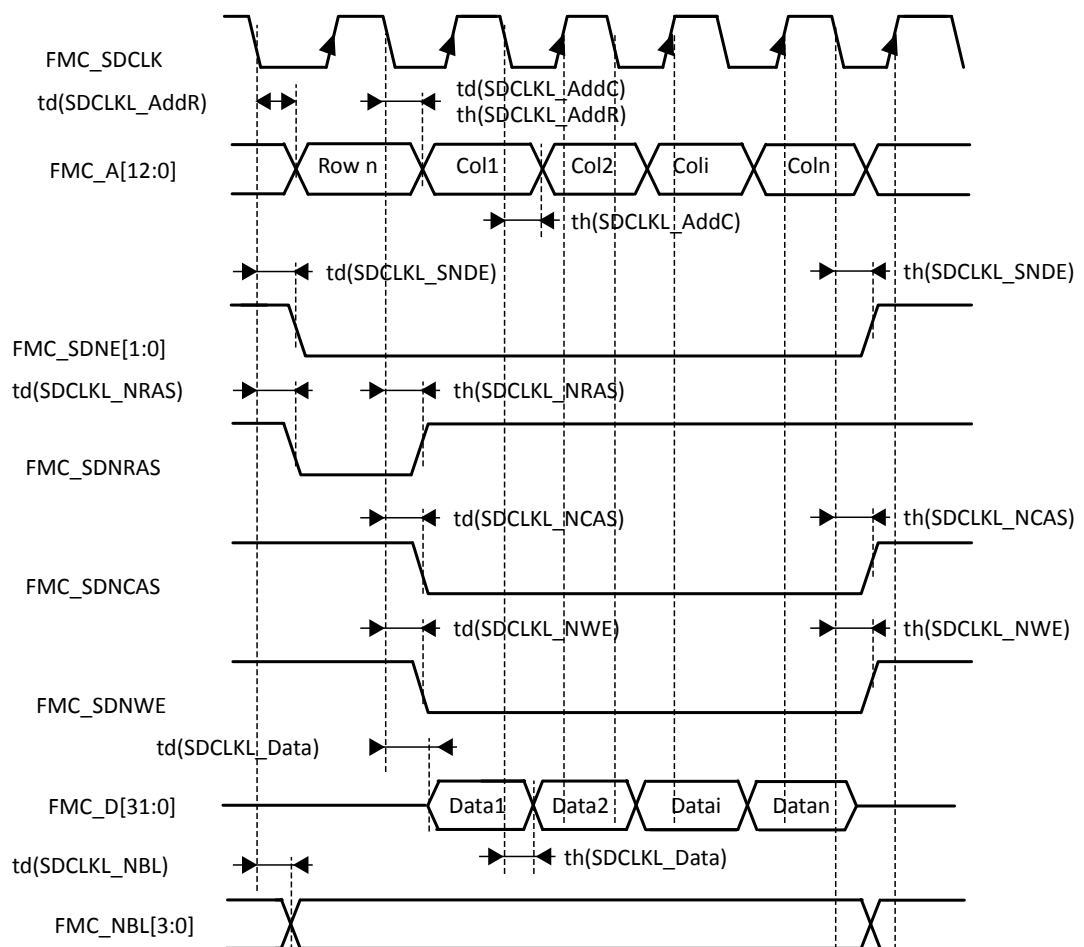 FMC_SDCLK
td(SDCLKL_AddR)
td(SDCLKL_AddC)
th(SDCLKL_AddR)
FMC_A[12:0]
Row n
Col1
Col2
Coli
Coln
th(SDCLKL_AddC)
td(SDCLKL_SNDE)
th(SDCLKL_SNDE)
FMC_SDNE[1:0]
td(SDCLKL_NRAS)
th(SDCLKL_NRAS)
FMC_SDNRAS
td(SDCLKL_NCAS)
th(SDCLKL_NCAS)
FMC_SDNCAS
td(SDCLKL_NWE)
th(SDCLKL_NWE)
FMC_SDNWE
td(SDCLKL_Data)
FMC_D[31:0]
Data1
Data2
Datai
Datan
th(SDCLKL_Data)
td(SDCLKL_NBL)
FMC_NBL[3:0]